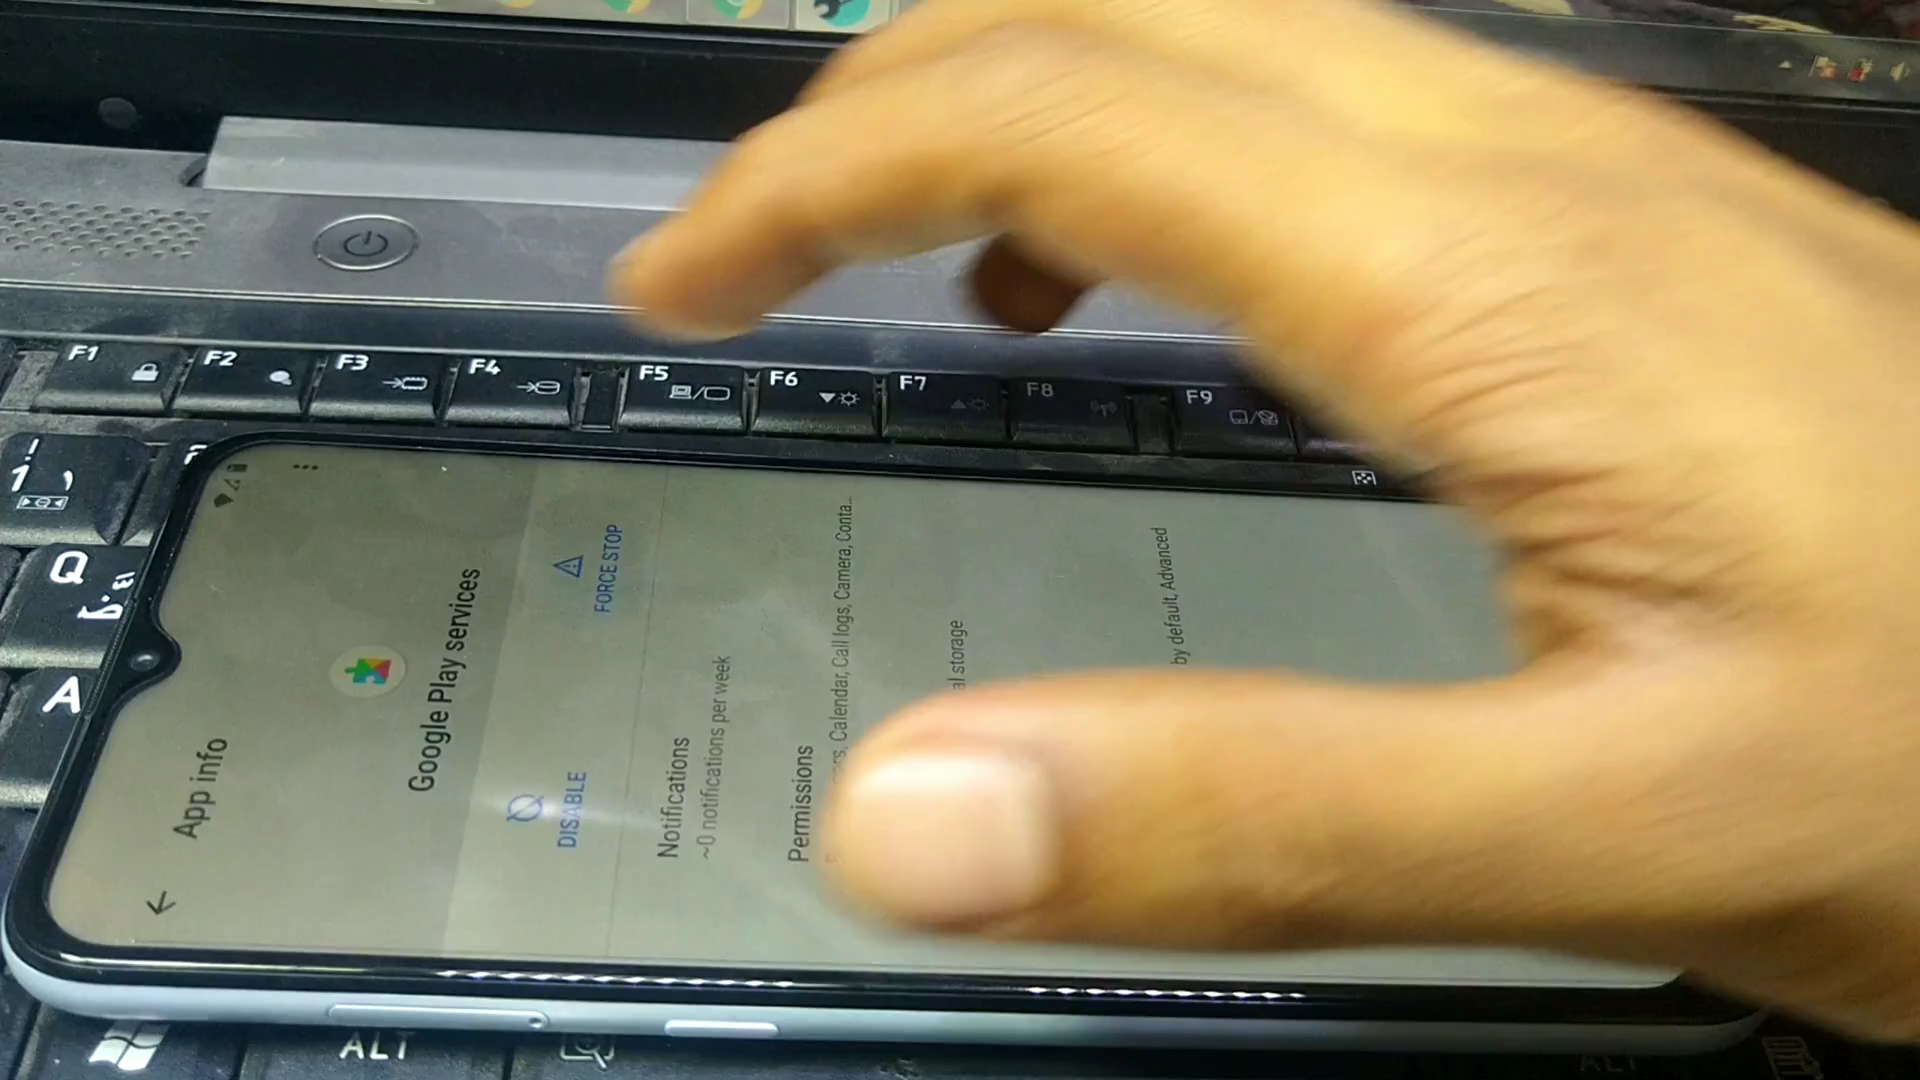 F1
F2
F3
F4
F5
F6
F7
F8
F9
1
Q
A
App info
Google Play services
DISABLE
FORCE STOP
Notifications
~0 notifications per week
Permissions
Calendar, Call logs, Camera, Conta...
storage
by default, Advanced
ALT